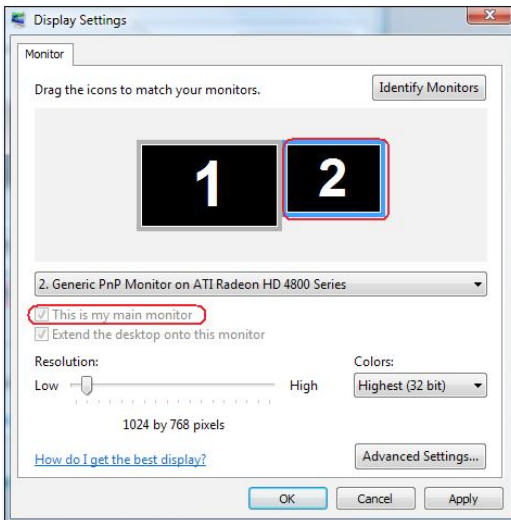 Display Settings
Monitor
Drag the icons to match your monitors.
Identify Monitors
1
2
2. Generic PnP Monitor on ATI Radeon HD 4800 Series
This is my main monitor
Extend the desktop onto this monitor
Resolution:
Colors:
Low
High
Highest (32 bit)
1024 by 768 pixels
How do I get the best display?
Advanced Settings...
OK
Cancel
Apply